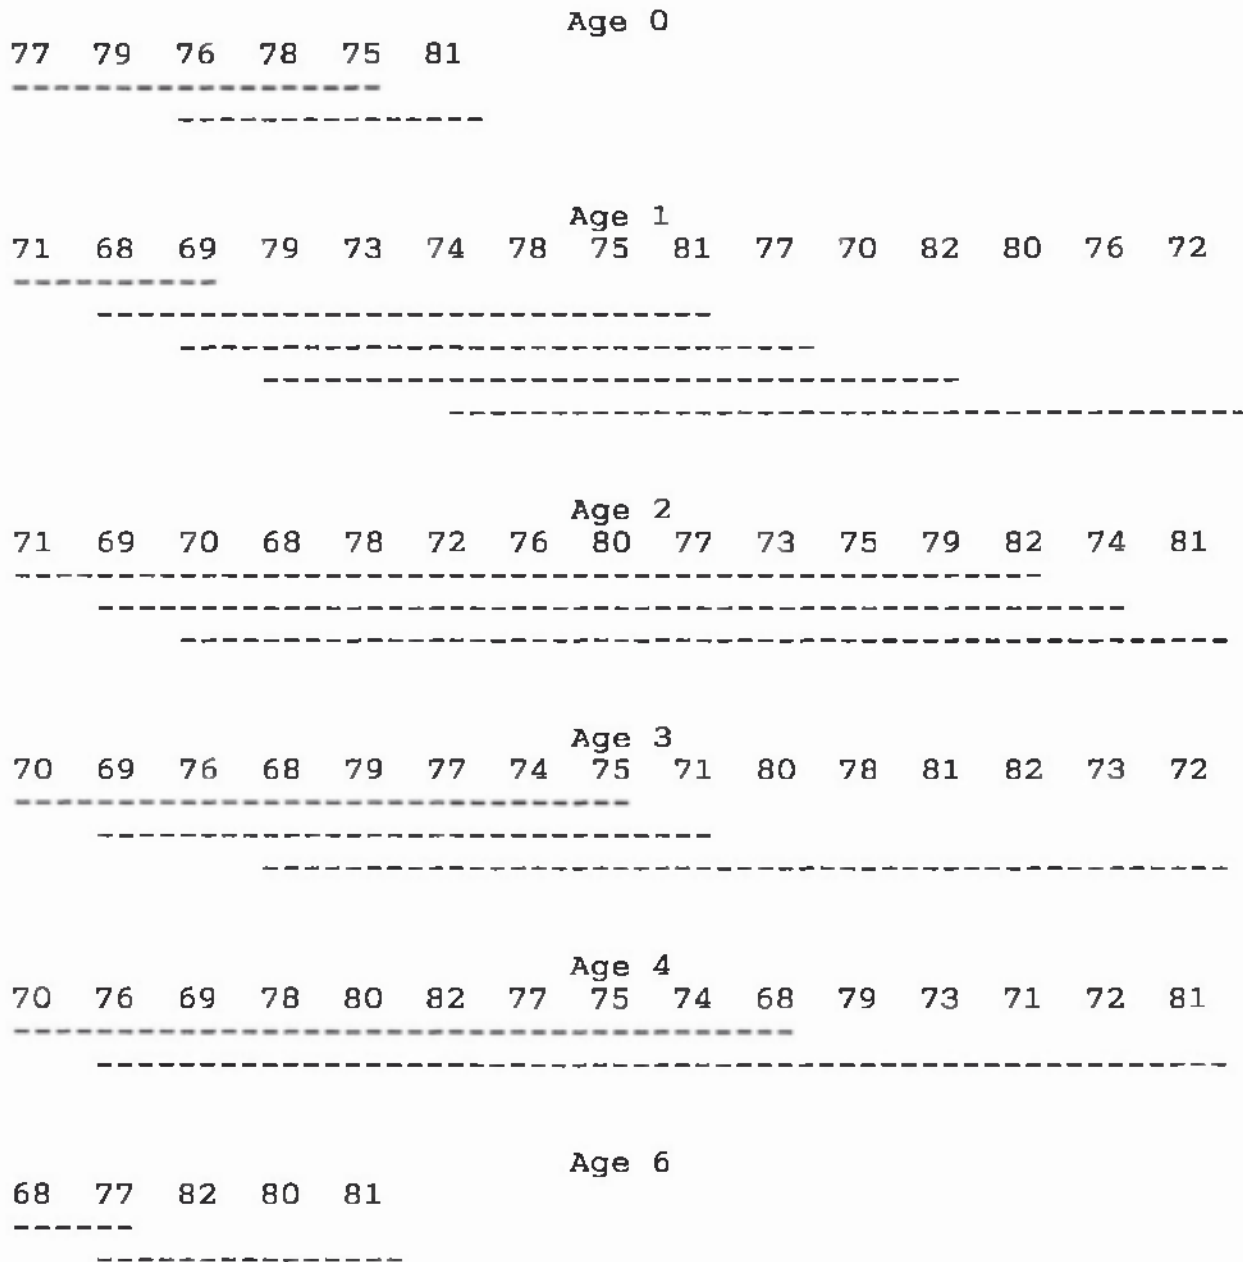 Age 0
77 79 76 78 75 81
Age 1
71 68 69 79 73 74 78 75 81 77 70 82 80 76 72
Age 2
71 69 70 68 78 72 76 80 77 73 75 79 82 74 81
Age 3
70 69 76 68 79 77 74 75 71 80 78 81 82 73 72
Age 4
70 76 69 78 80 82 77 75 74 68 79 73 71 72 81
Age 6
68 77 82 80 81